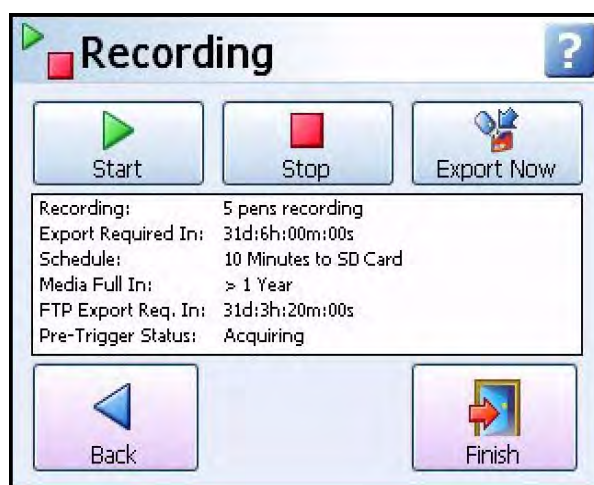 Recording
?
Start Stop Export Now
Recording: 5 pens recording
Export Required In: 31d:6h:00m:00s
Schedule: 10 Minutes to SD Card
Media Full In: > 1 Year
FTP Export Req. In: 31d:3h:20m:00s
Pre-Trigger Status: Acquiring
Back Finish